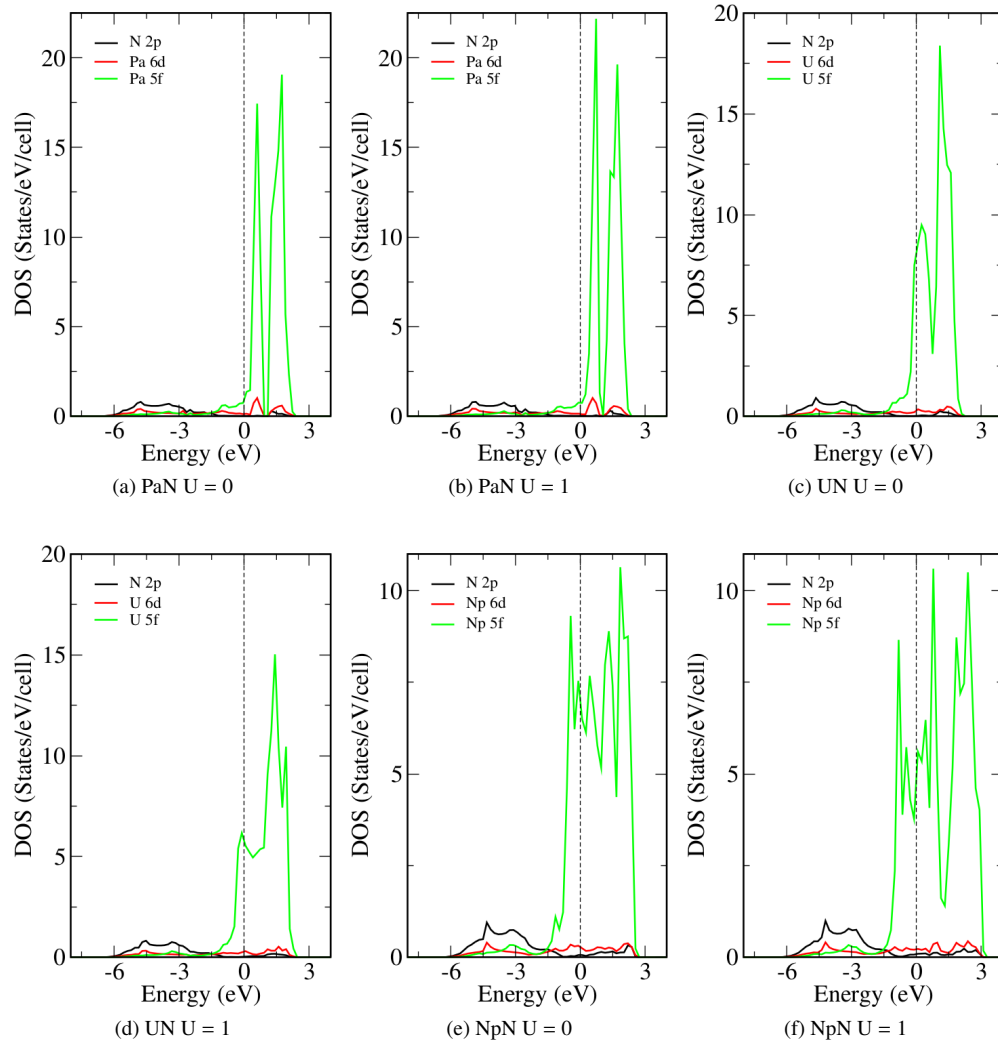 N 2p
Pa 6d
Pa 5f
DOS (States/eV/cell)
20
15
10
5
0
-6 -3 0 3
Energy (eV)
(a) PaN U = 0
N 2p
Pa 6d
Pa 5f
DOS (States/eV/cell)
20
15
10
5
0
-6 -3 0 3
Energy (eV)
(b) PaN U = 1
N 2p
U 6d
U 5f
DOS (States/eV/cell)
20
15
10
5
0
-6 -3 0 3
Energy (eV)
(c) UN U = 0
N 2p
U 6d
U 5f
DOS (States/eV/cell)
20
15
10
5
0
-6 -3 0 3
Energy (eV)
(d) UN U = 1
N 2p
Np 6d
Np 5f
DOS (States/eV/cell)
10
5
0
-6 -3 0 3
Energy (eV)
(e) NpN U = 0
N 2p
Np 6d
Np 5f
DOS (States/eV/cell)
10
5
0
-6 -3 0 3
Energy (eV)
(f) NpN U = 1